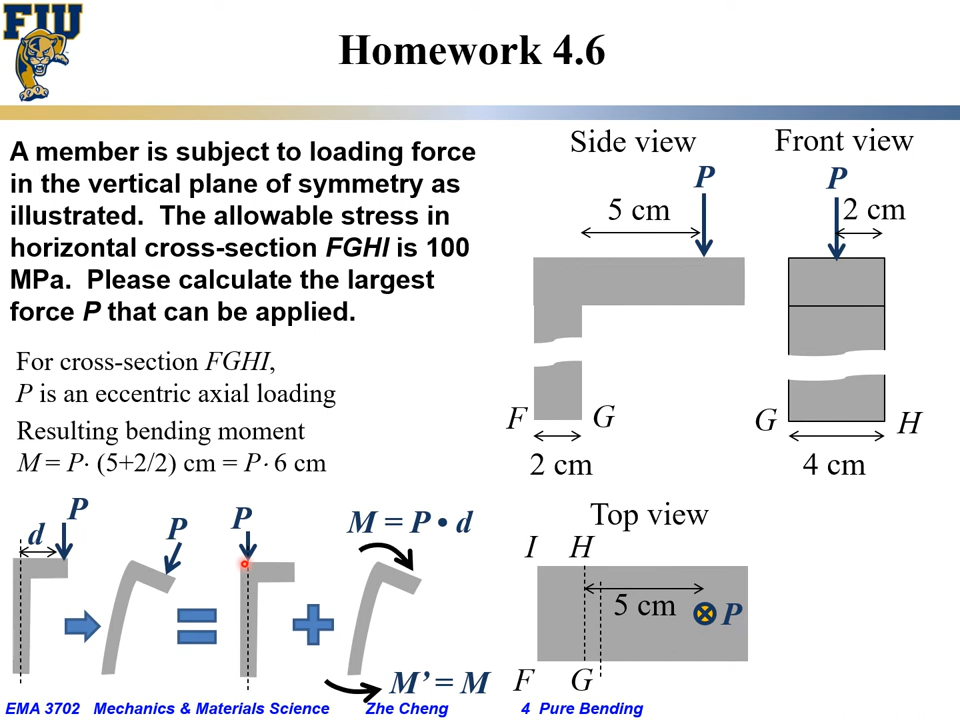 FIU
Homework 4.6
A member is subject to loading force
in the vertical plane of symmetry as
illustrated. The allowable stress in
horizontal cross-section FGHI is 100
MPa. Please calculate the largest
force P that can be applied.
For cross-section FGHI,
P is an eccentric axial loading
Resulting bending moment
M = P· (5+2/2) cm = P· 6 cm
Side view
P
5 cm
F
G
2 cm
Front view
P
2 cm
G
H
4 cm
P
d
P
P
M = P • d
M’ = M
Top view
I H
5 cm
P
F G
EMA 3702 Mechanics & Materials Science Zhe Cheng 4 Pure Bending